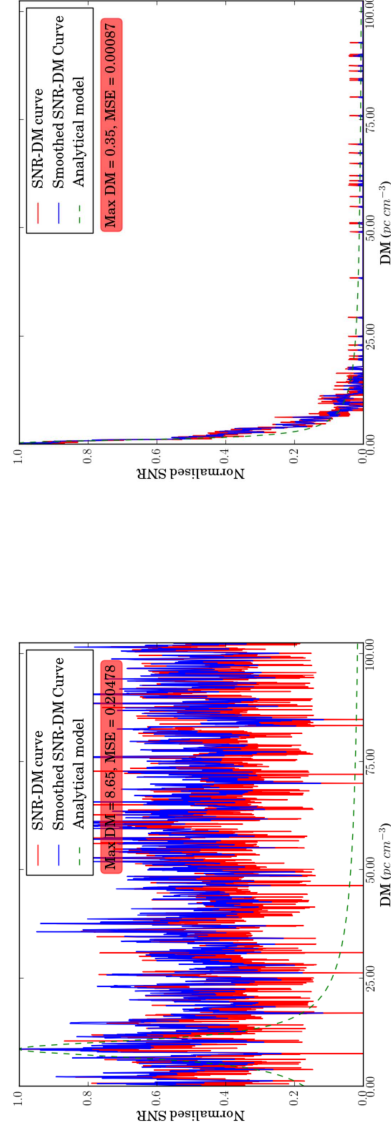 1.0
0.8
0.6
0.4
0.2
0.0
Normalised SNR
0.00
25.00
50.00
75.00
100.00
DM (pc cm−3)
SNR-DM curve
Smoothed SNR-DM Curve
Analytical model
Max DM = 8.65, MSE = 0.20478
1.0
0.8
0.6
0.4
0.2
0.0
Normalised SNR
0.00
25.00
50.00
75.00
100.00
DM (pc cm−3)
SNR-DM curve
Smoothed SNR-DM Curve
Analytical model
Max DM = 0.35, MSE = 0.00087